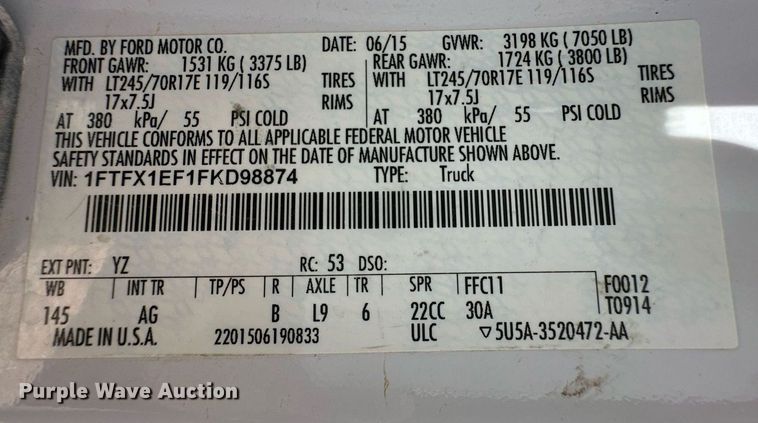 MFD. BY FORD MOTOR CO. DATE: 06/15 GVWR: 3198 KG ( 7050 LB)
FRONT GAWR: 1531 KG ( 3375 LB) REAR GAWR: 1724 KG ( 3800 LB)
WITH LT245/70R17E 119/116S TIRES WITH LT245/70R17E 119/116S TIRES
17x7.5J RIMS 17x7.5J RIMS
AT 380 kPa/ 55 PSI COLD AT 380 kPa/ 55 PSI COLD
THIS VEHICLE CONFORMS TO ALL APPLICABLE FEDERAL MOTOR VEHICLE
SAFETY STANDARDS IN EFFECT ON THE DATE OF MANUFACTURE SHOWN ABOVE.
VIN: 1FTFX1EF1FKD98874 TYPE: Truck
EXT PNT: YZ RC: 53 DSO:
WB INT TR TP/PS R AXLE TR SPR FFC11 F0012
145 AG B L9 6 22CC 30A T0914
MADE IN U.S.A. 2201506190833 ULC ▽5U5A-3520472-AA
Purple Wave Auction